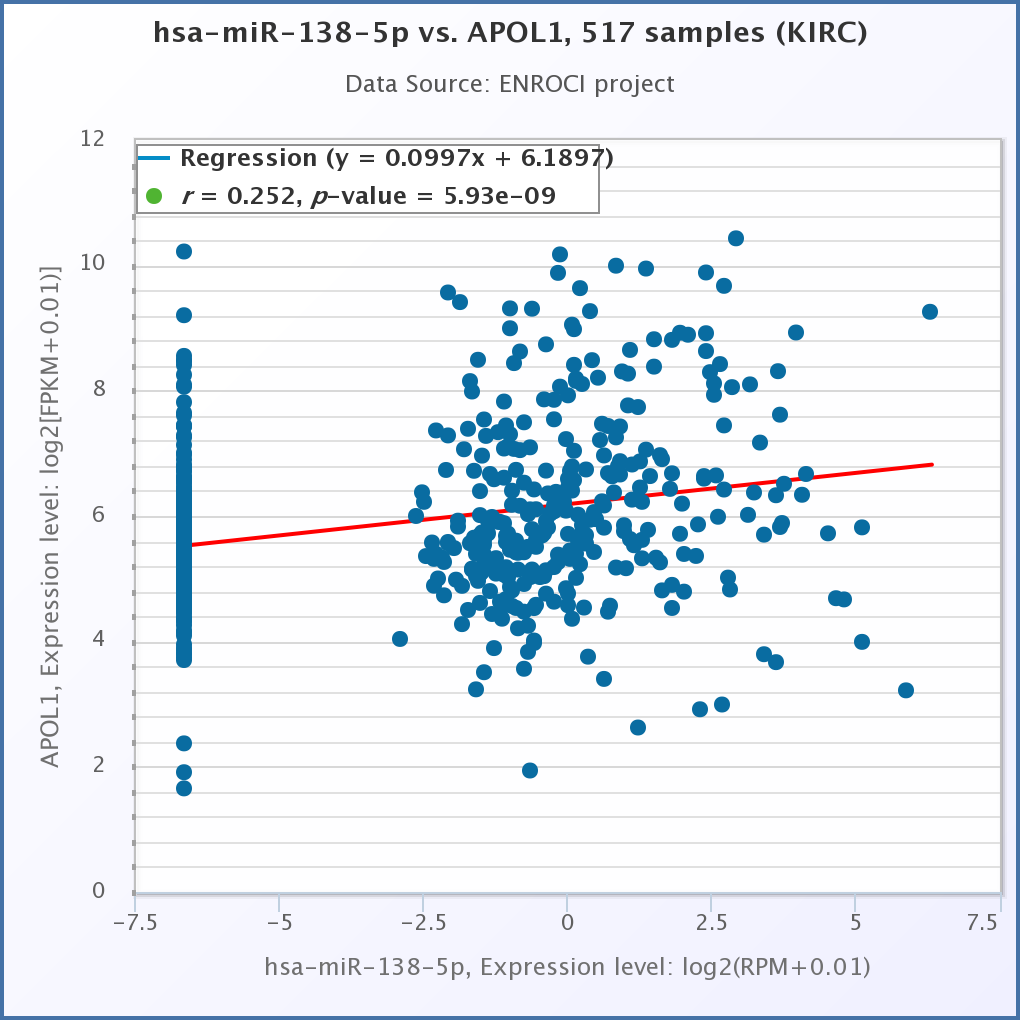 hsa-miR-138-5p vs. APOL1, 517 samples (KIRC)
Data Source: ENROCI project
Regression (y = 0.0997x + 6.1897)
r = 0.252, p-value = 5.93e-09
12
10
8
6
4
2
0
APOL1, Expression level: log2[FPKM+0.01)]
-7.5 -5 -2.5 0 2.5 5 7.5
hsa-miR-138-5p, Expression level: log2(RPM+0.01)